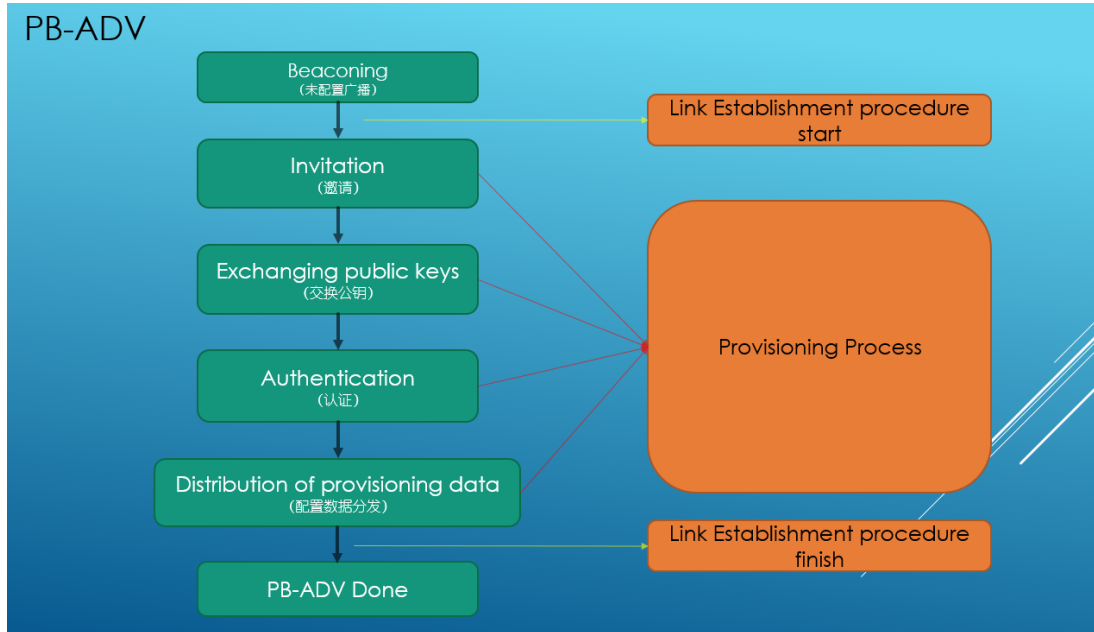 PB-ADV
Beaconing
(未配置广播)
Link Establishment procedure
start
Invitation
(邀请)
Exchanging public keys
(交换公钥)
Provisioning Process
Authentication
(认证)
Distribution of provisioning data
(配置数据分发)
Link Establishment procedure
finish
PB-ADV Done